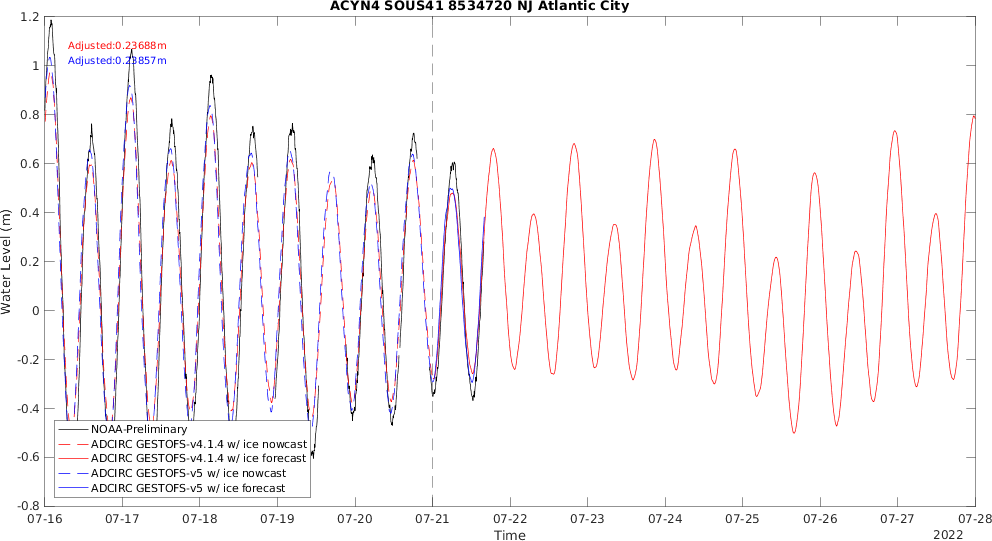 ACYN4 SOUS41 8534720 NJ Atlantic City
1.2
1
0.8
0.6
0.4
0.2
0
-0.2
-0.4
-0.6
-0.8
Water Level (m)
Adjusted:0.23688m
Adjusted:0.23857m
NOAA-Preliminary
ADCIRC GESTOFS-v4.1.4 w/ ice nowcast
ADCIRC GESTOFS-v4.1.4 w/ ice forecast
ADCIRC GESTOFS-v5 w/ ice nowcast
ADCIRC GESTOFS-v5 w/ ice forecast
07-16 07-17 07-18 07-19 07-20 07-21 07-22 07-23 07-24 07-25 07-26 07-27 07-28
Time
2022